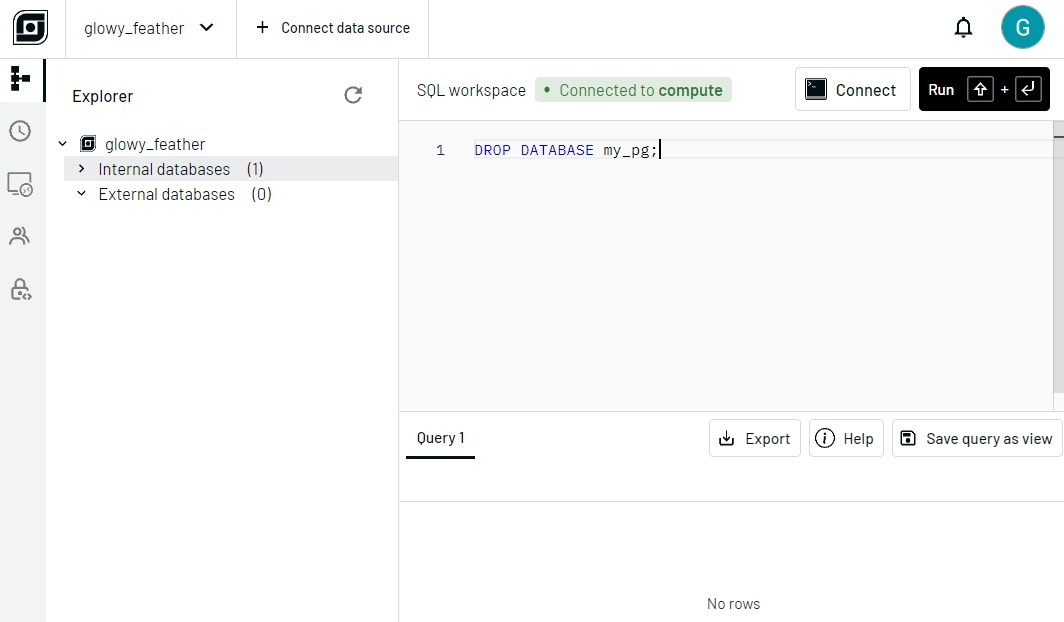 glowy_feather
+ Connect data source
G
Explorer
SQL workspace
• Connected to compute
Connect
Run + 
glowy_feather
Internal databases (1)
External databases (0)
1 DROP DATABASE my_pg;
Query 1
Export
Help
Save query as view
No rows